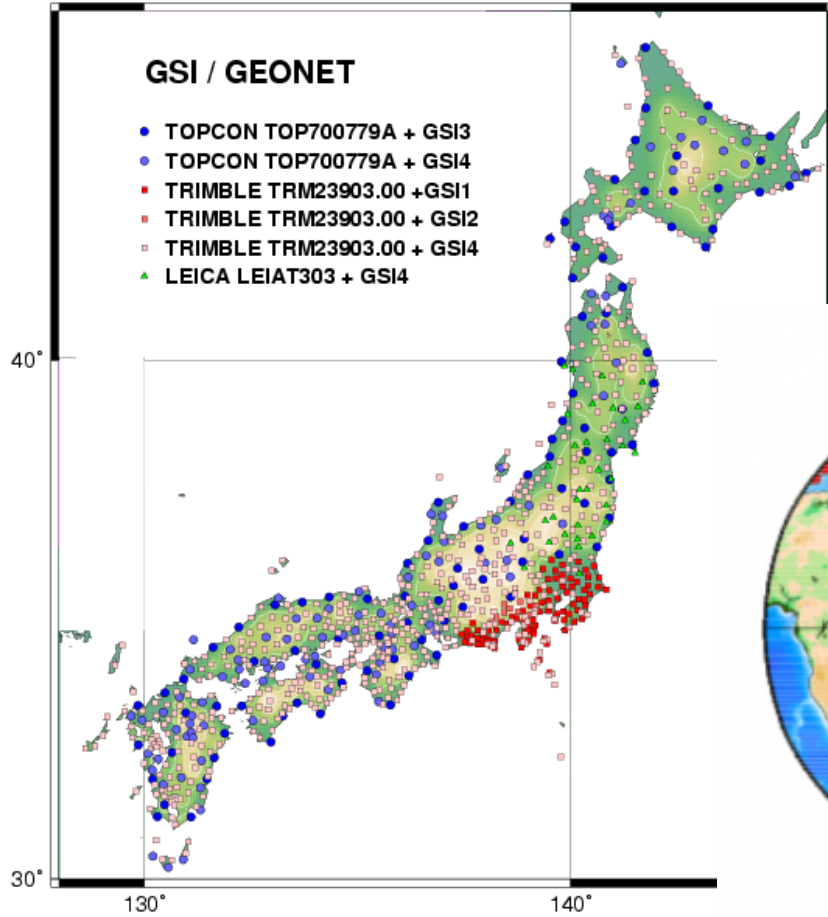 GSI / GEONET
TOPCON TOP700779A + GSI3
TOPCON TOP700779A + GSI4
TRIMBLE TRM23903.00 +GSI1
TRIMBLE TRM23903.00 + GSI2
TRIMBLE TRM23903.00 + GSI4
LEICA LEIAT303 + GSI4
40˚
30˚
130˚
140˚